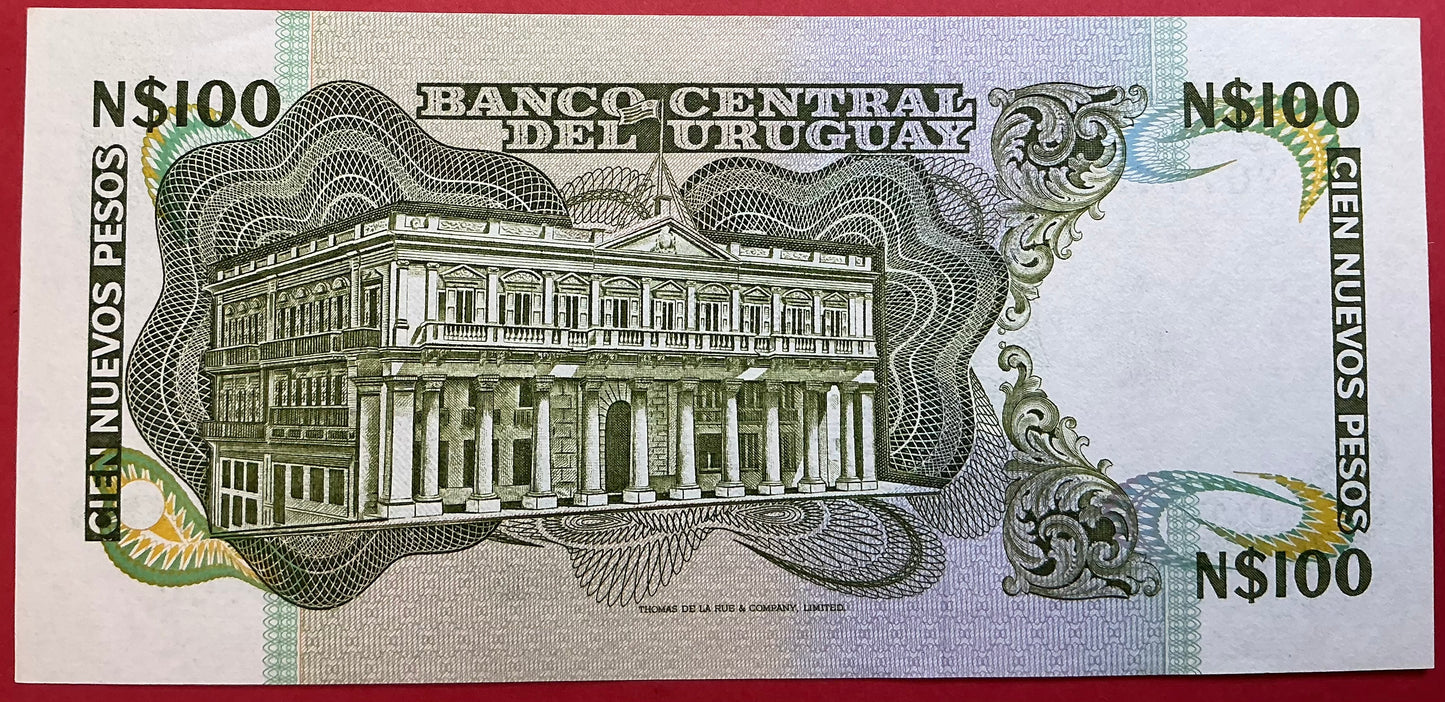 N$100
BANCO CENTRAL
DEL URUGUAY
N$100
CIEN NUEVOS PESOS
CIEN NUEVOS PESOS
N$100
THOMAS DE LA RUE & COMPANY, LIMITED.